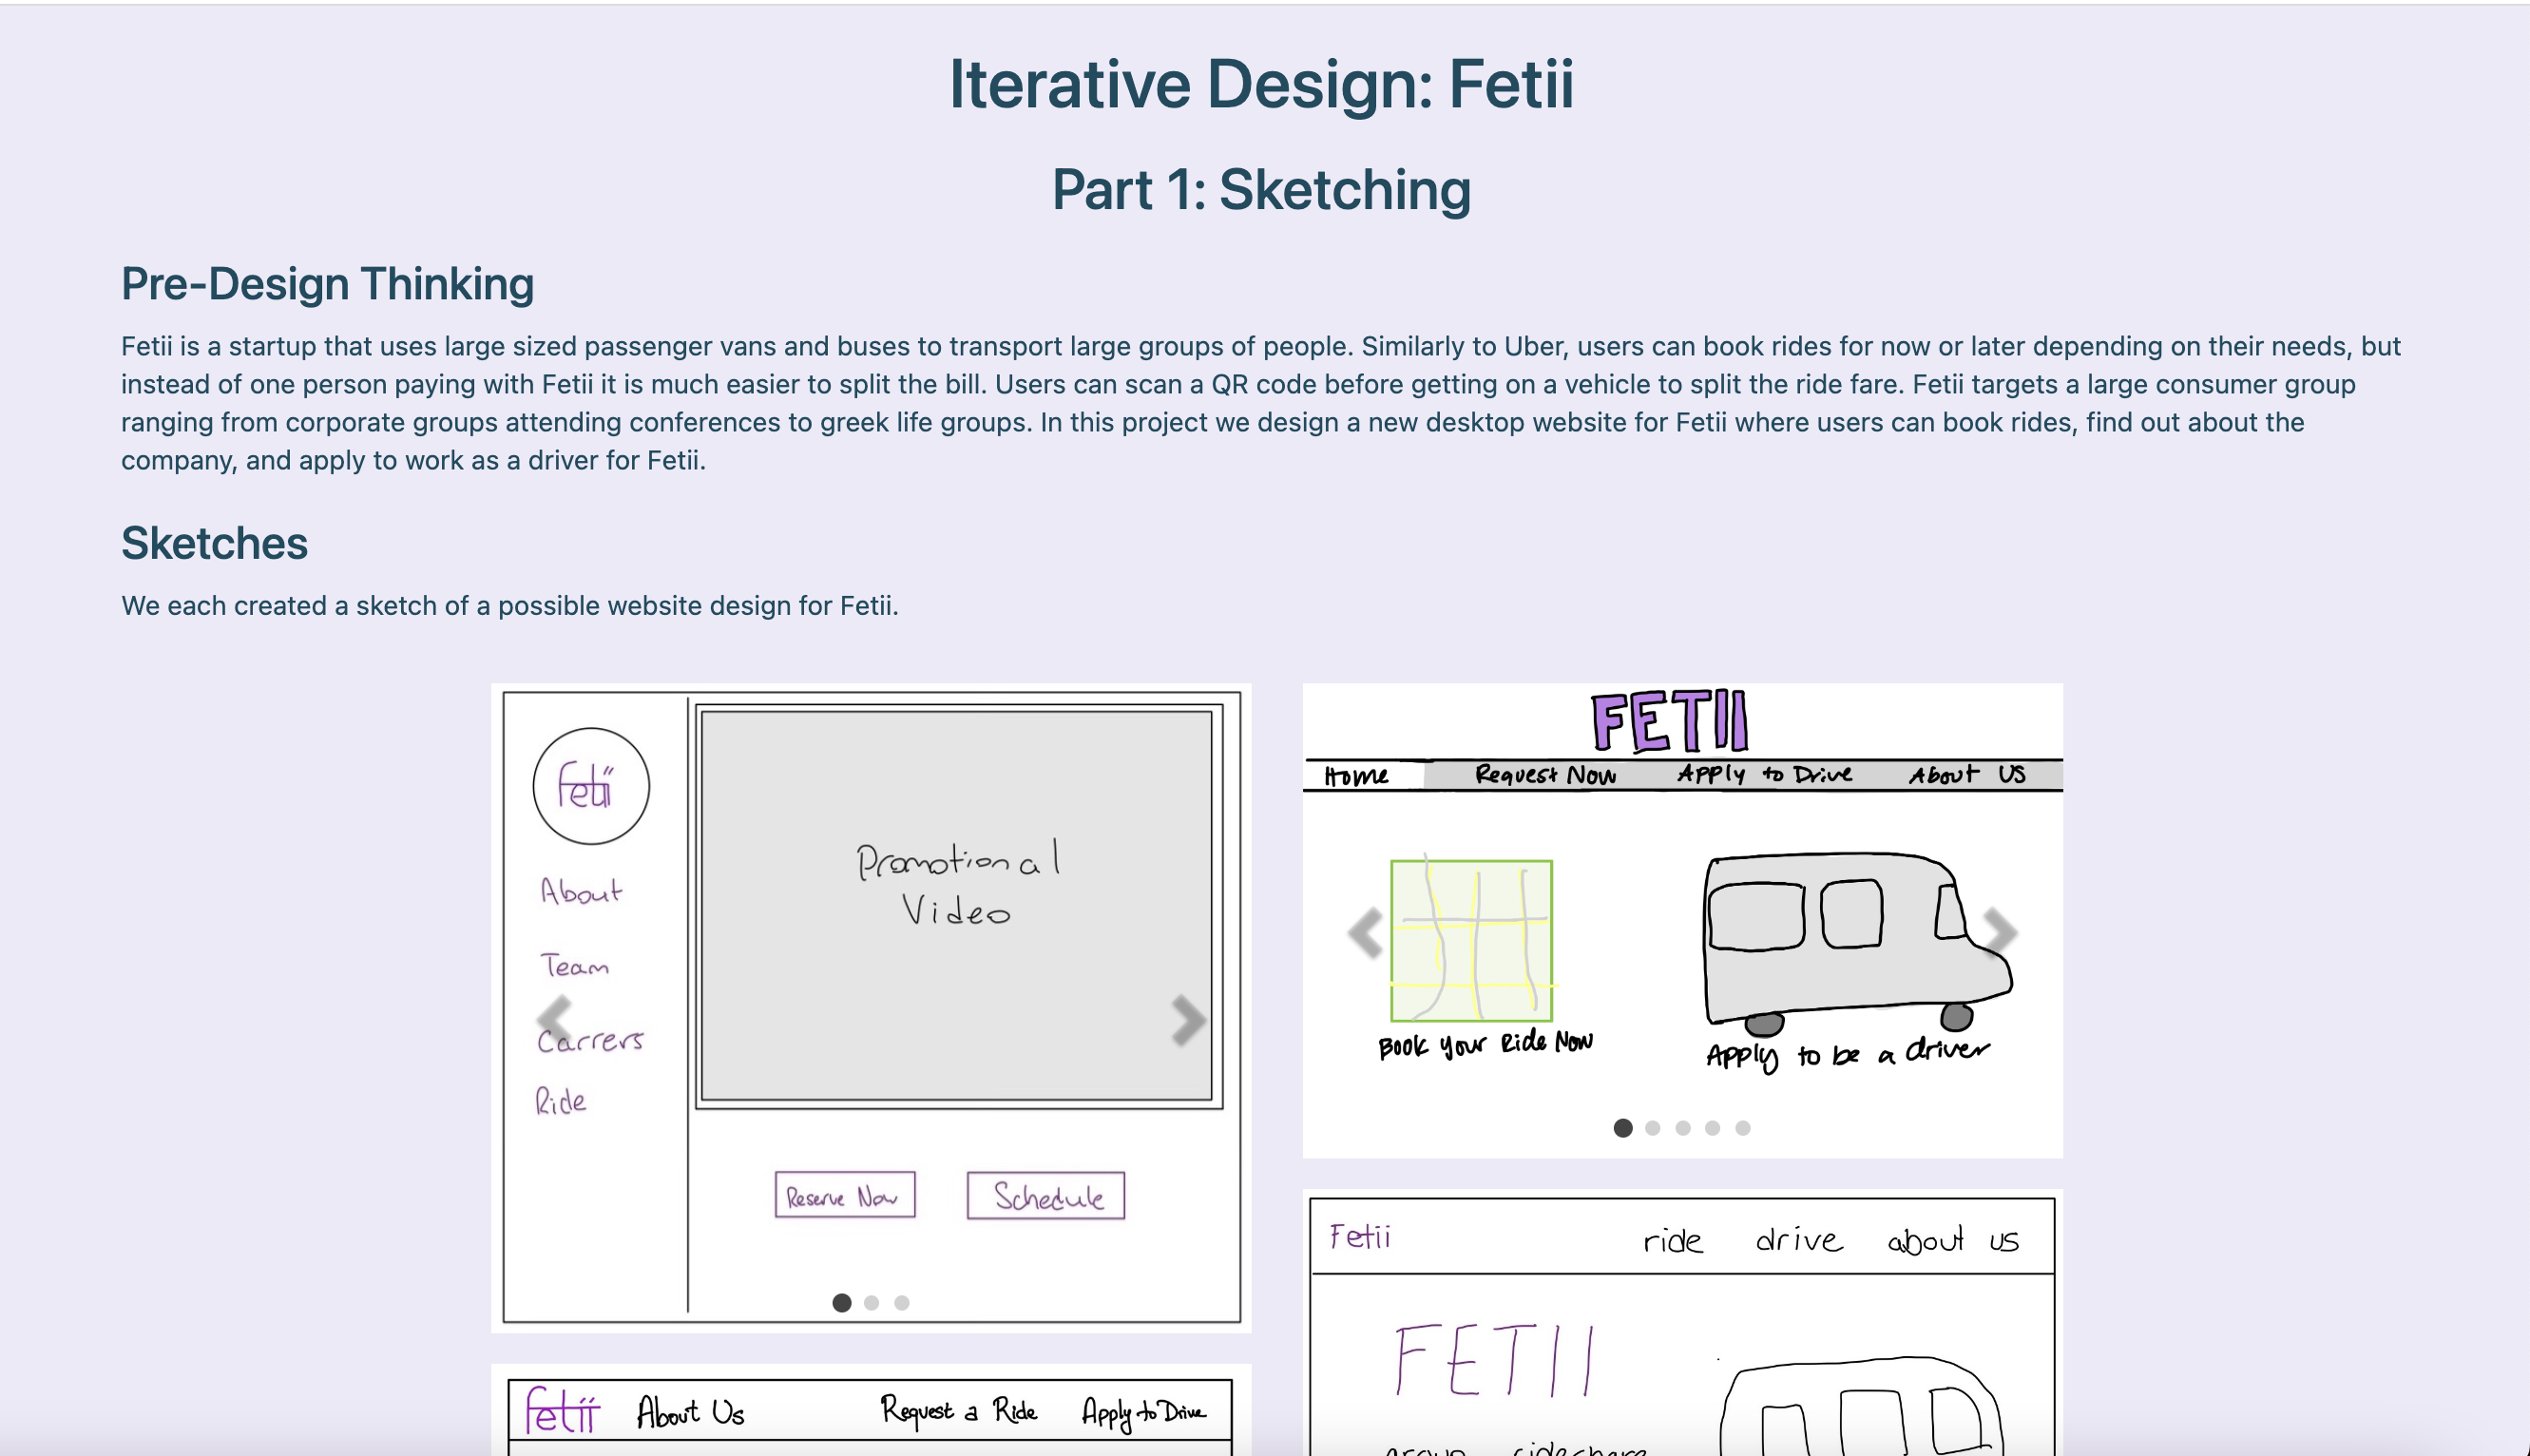 Iterative Design: Fetii
Part 1: Sketching
Pre-Design Thinking
Fetii is a startup that uses large sized passenger vans and buses to transport large groups of people. Similarly to Uber, users can book rides for now or later depending on their needs, but
instead of one person paying with Fetii it is much easier to split the bill. Users can scan a QR code before getting on a vehicle to split the ride fare. Fetii targets a large consumer group
ranging from corporate groups attending conferences to greek life groups. In this project we design a new desktop website for Fetii where users can book rides, find out about the
company, and apply to work as a driver for Fetii.
Sketches
We each created a sketch of a possible website design for Fetii.
Fetii
About
Team
Carrers
Ride
Promotional
Video
Reserve Now
Schedule
FETII
Home Request Now Apply to Drive About US
Book your Ride Now
Apply to be a driver
fetii About Us Request a Ride Apply to Drive
Fetii ride drive about us
FETII
group rideshare